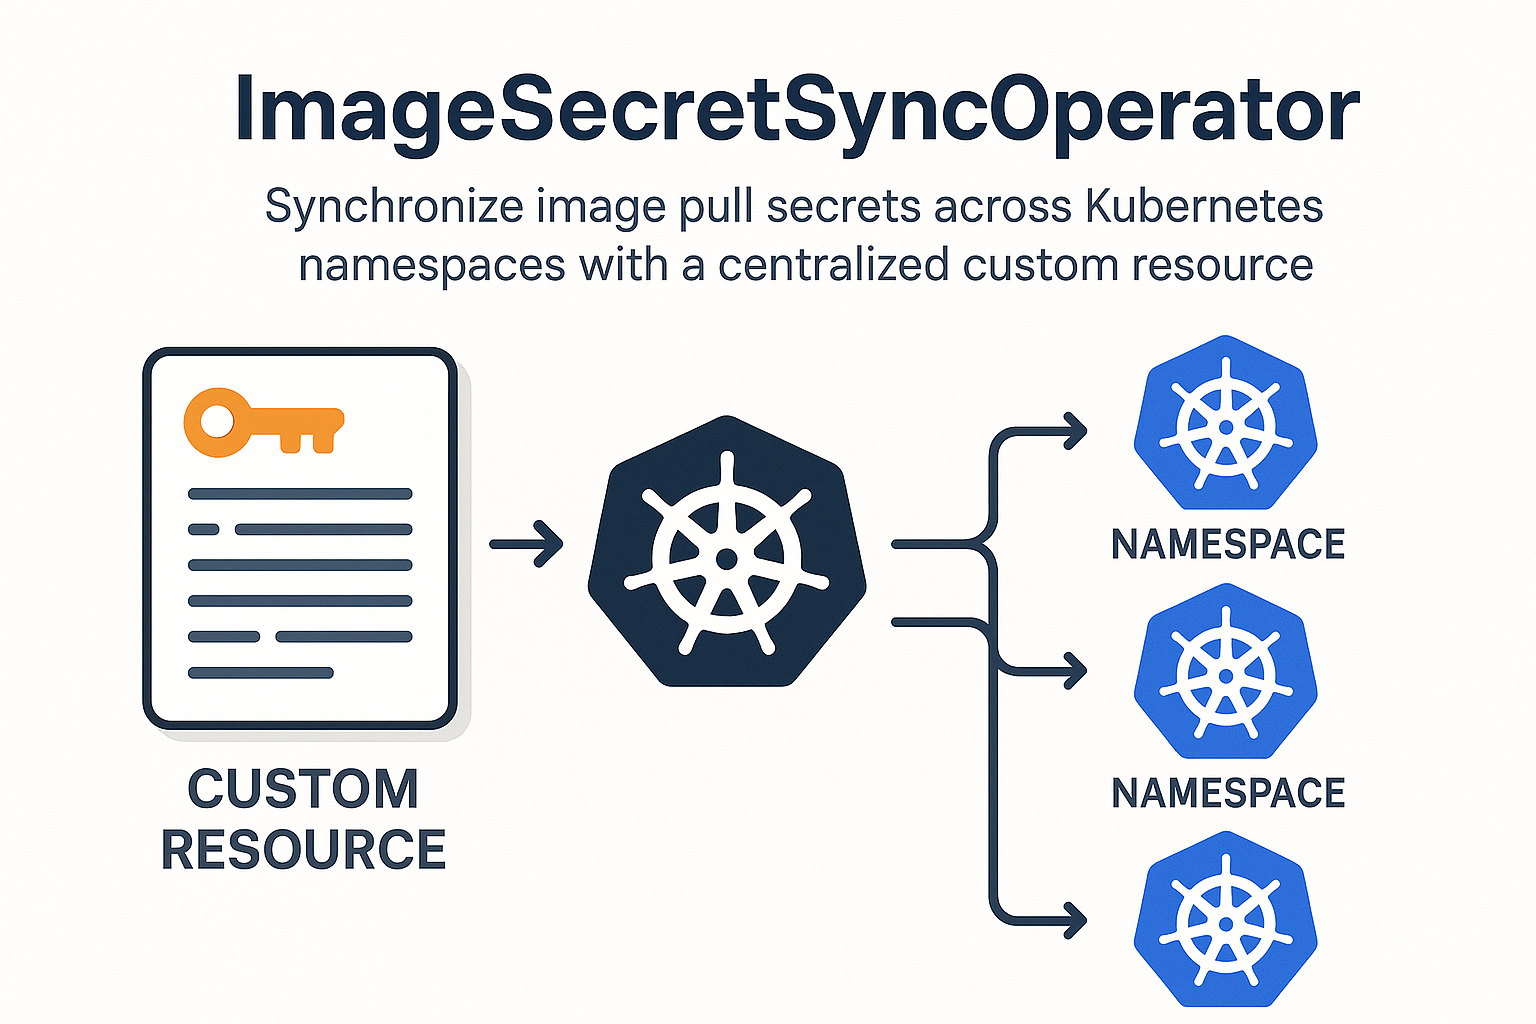 ImageSecretSyncOperator
Synchronize image pull secrets across Kubernetes
namespaces with a centralized custom resource
CUSTOM
RESOURCE
NAMESPACE
NAMESPACE